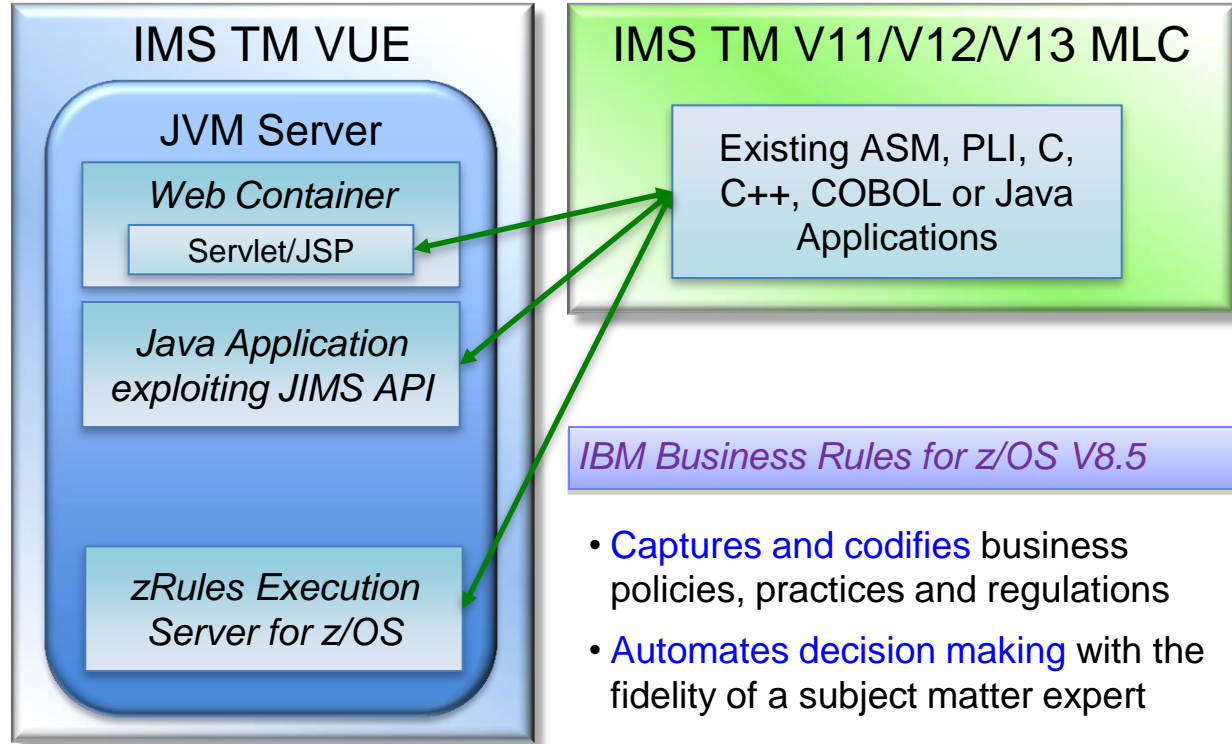 IMS TM VUE
JVM Server
Web Container
Servlet/JSP
Java Application
exploiting JIMS API
zRules Execution
Server for z/OS
IMS TM V11/V12/V13 MLC
Existing ASM, PLI, C,
C++, COBOL or Java
Applications
IBM Business Rules for z/OS V8.5
• Captures and codifies business
policies, practices and regulations
• Automates decision making with the
fidelity of a subject matter expert